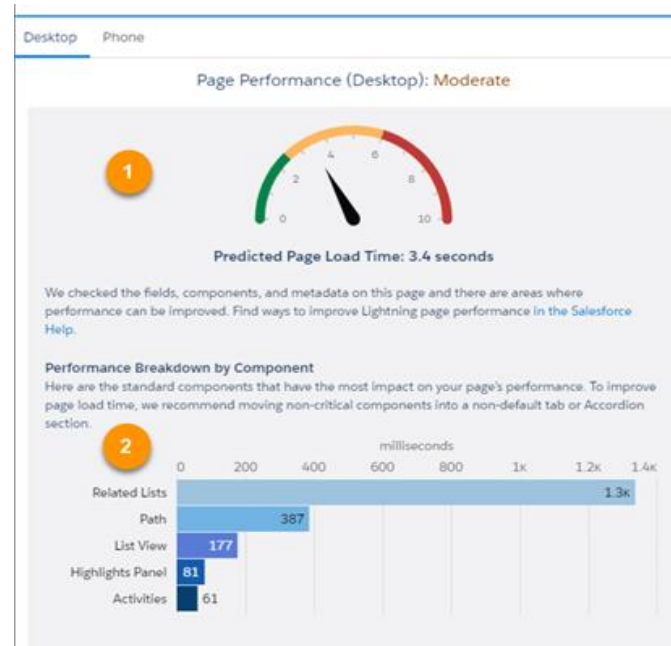 Desktop Phone
Page Performance (Desktop): Moderate
1
0 2 4 6 8 10
Predicted Page Load Time: 3.4 seconds
We checked the fields, components, and metadata on this page and there are areas where
performance can be improved. Find ways to improve Lightning page performance in the Salesforce
Help.
Performance Breakdown by Component
Here are the standard components that have the most impact on your page's performance. To improve
page load time, we recommend moving non-critical components into a non-default tab or Accordion
section.
2
milliseconds
0 200 400 600 800 1K 1.2K 1.4K
Related Lists 1.3K
Path 387
List View 177
Highlights Panel 81
Activities 61